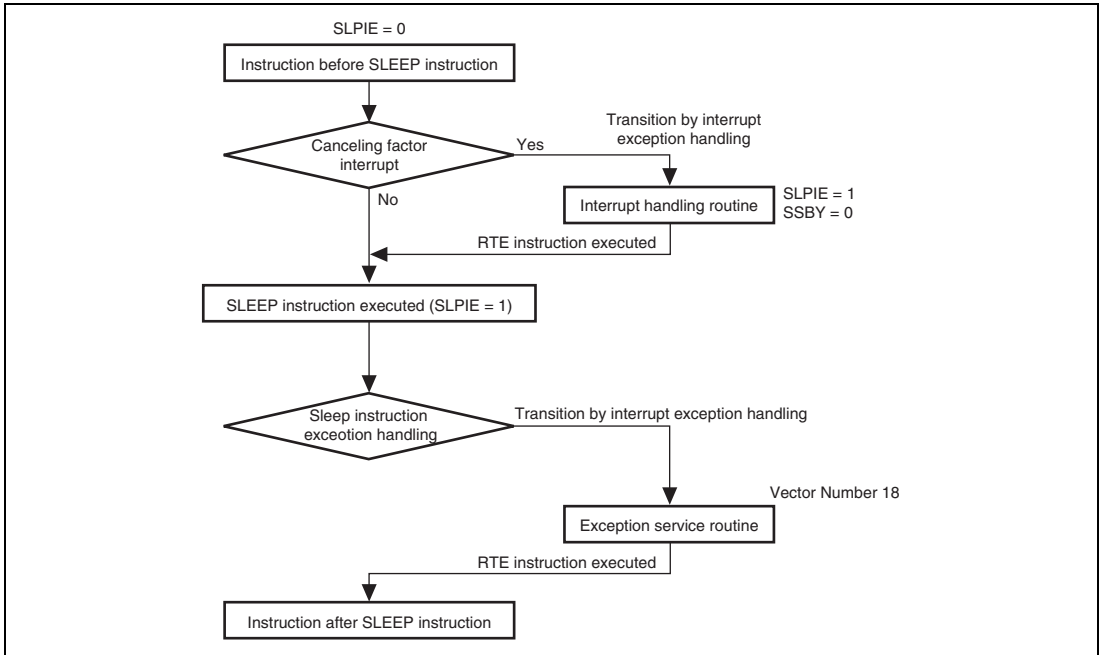 SLPIE = 0
Instruction before SLEEP instruction
Canceling factor
interrupt
Yes
Transition by interrupt
exception handling
No
Interrupt handling routine
SLPIE = 1
SSBY = 0
RTE instruction executed
SLEEP instruction executed (SLPIE = 1)
Sleep instruction
exceotion handling
Transition by interrupt exception handling
Vector Number 18
Exception service routine
RTE instruction executed
Instruction after SLEEP instruction